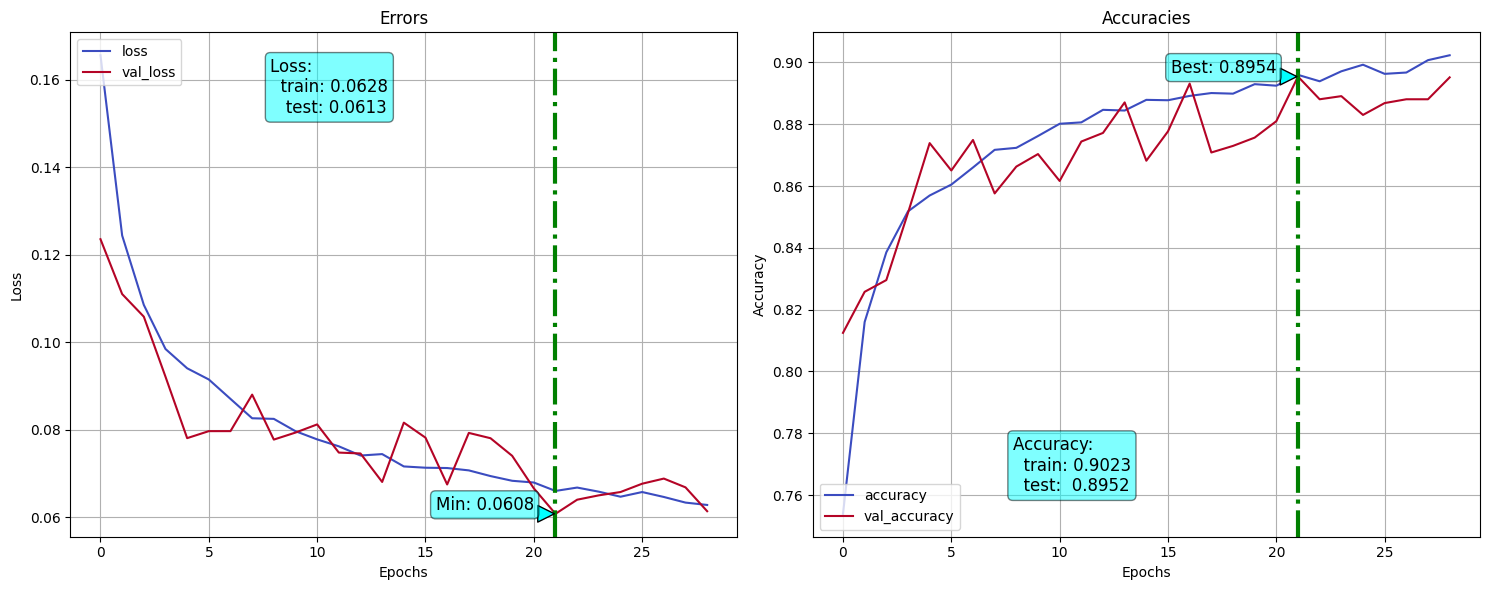 Errors
loss
val_loss
Loss:
train: 0.0628
test: 0.0613
Min: 0.0608
0.16
0.14
0.12
0.10
0.08
0.06
Loss
0
5
10
15
20
25
Epochs
Accuracies
Best: 0.8954
Accuracy:
train: 0.9023
test:  0.8952
accuracy
val_accuracy
0.90
0.88
0.86
0.84
0.82
0.80
0.78
0.76
Accuracy
0
5
10
15
20
25
Epochs